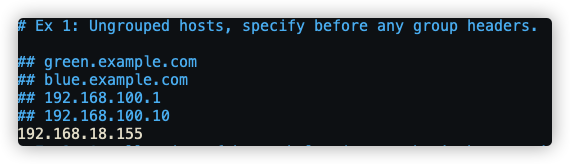 # Ex 1: Ungrouped hosts, specify before any group headers.
## green.example.com
## blue.example.com
## 192.168.100.1
## 192.168.100.10
192.168.18.155